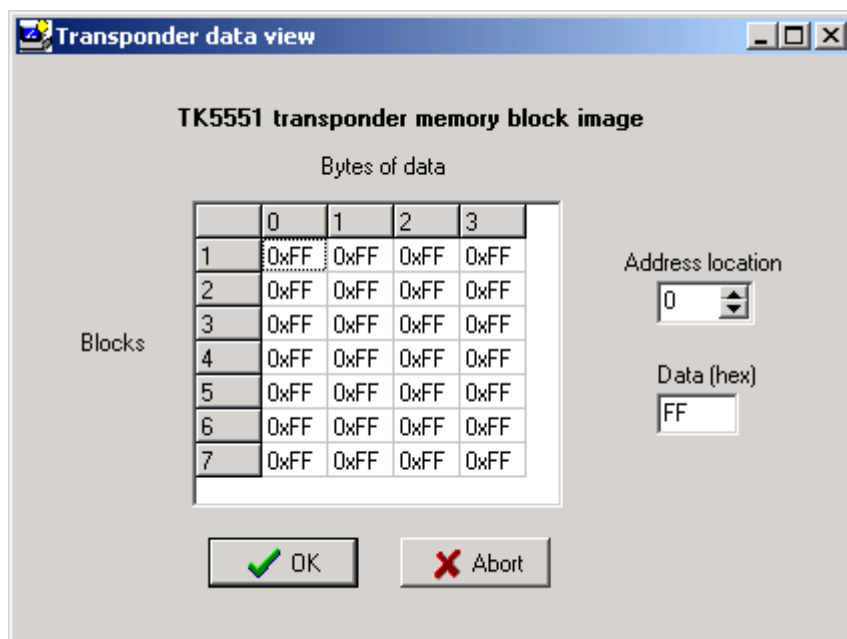 Transponder data view
TK5551 transponder memory block image
Bytes of data
0 1 2 3
1 0xFF 0xFF 0xFF 0xFF
2 0xFF 0xFF 0xFF 0xFF
3 0xFF 0xFF 0xFF 0xFF
4 0xFF 0xFF 0xFF 0xFF
5 0xFF 0xFF 0xFF 0xFF
6 0xFF 0xFF 0xFF 0xFF
7 0xFF 0xFF 0xFF 0xFF
Blocks
Address location
0
Data (hex)
FF
OK
Abort